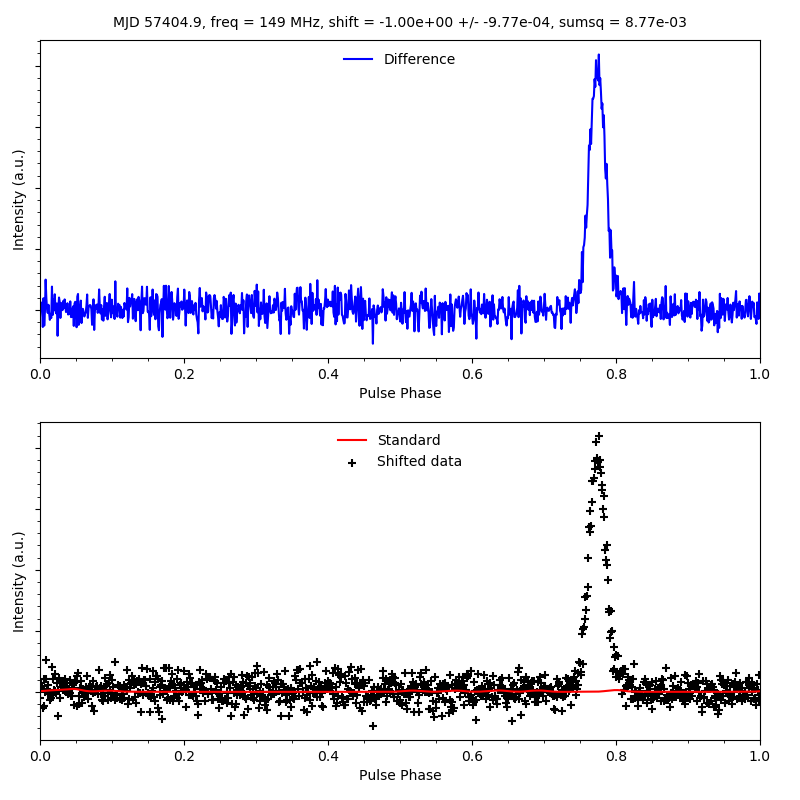 MJD 57404.9, freq = 149 MHz, shift = -1.00e+00 +/- -9.77e-04, sumsq = 8.77e-03
Difference
Intensity (a.u.)
0.0 0.2 0.4 0.6 0.8 1.0
Pulse Phase
Standard
Shifted data
Intensity (a.u.)
0.0 0.2 0.4 0.6 0.8 1.0
Pulse Phase